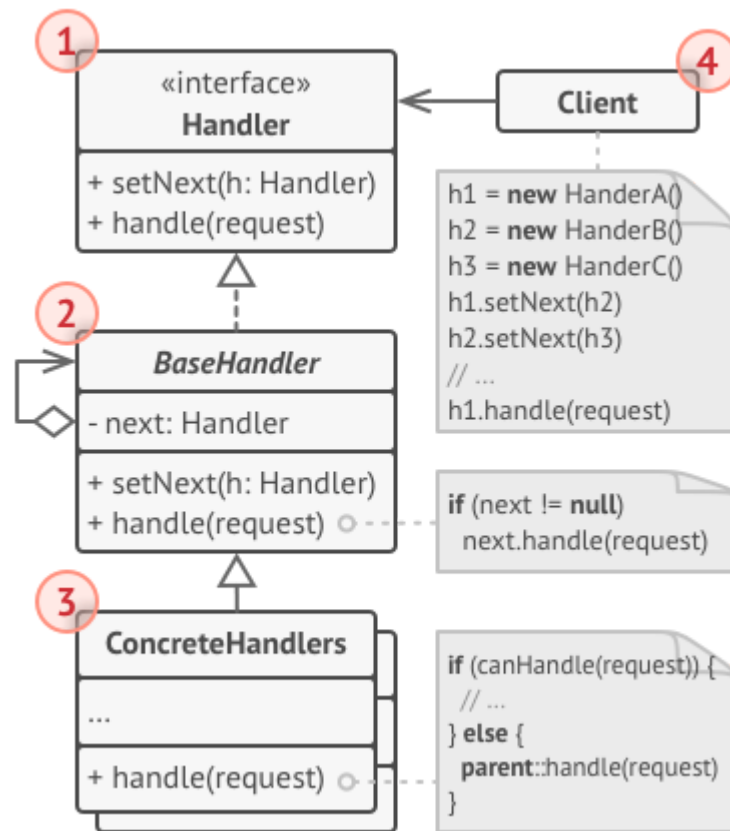 1
«interface»
Handler
+ setNext(h: Handler)
+ handle(request)
4
Client
h1 = new HanderA()
h2 = new HanderB()
h3 = new HanderC()
h1.setNext(h2)
h2.setNext(h3)
// ...
h1.handle(request)
2
BaseHandler
- next: Handler
+ setNext(h: Handler)
+ handle(request)
if (next != null)
next.handle(request)
3
ConcreteHandlers
...
+ handle(request)
if (canHandle(request)) {
// ...
} else {
parent::handle(request)
}